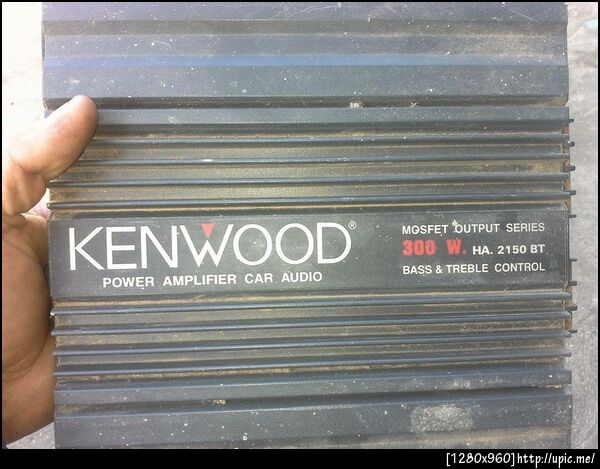 KENWOOD®
POWER AMPLIFIER CAR AUDIO
MOSFET OUTPUT SERIES
300 W. HA. 2150 BT
BASS & TREBLE CONTROL
[1280x960]http://upic.me/